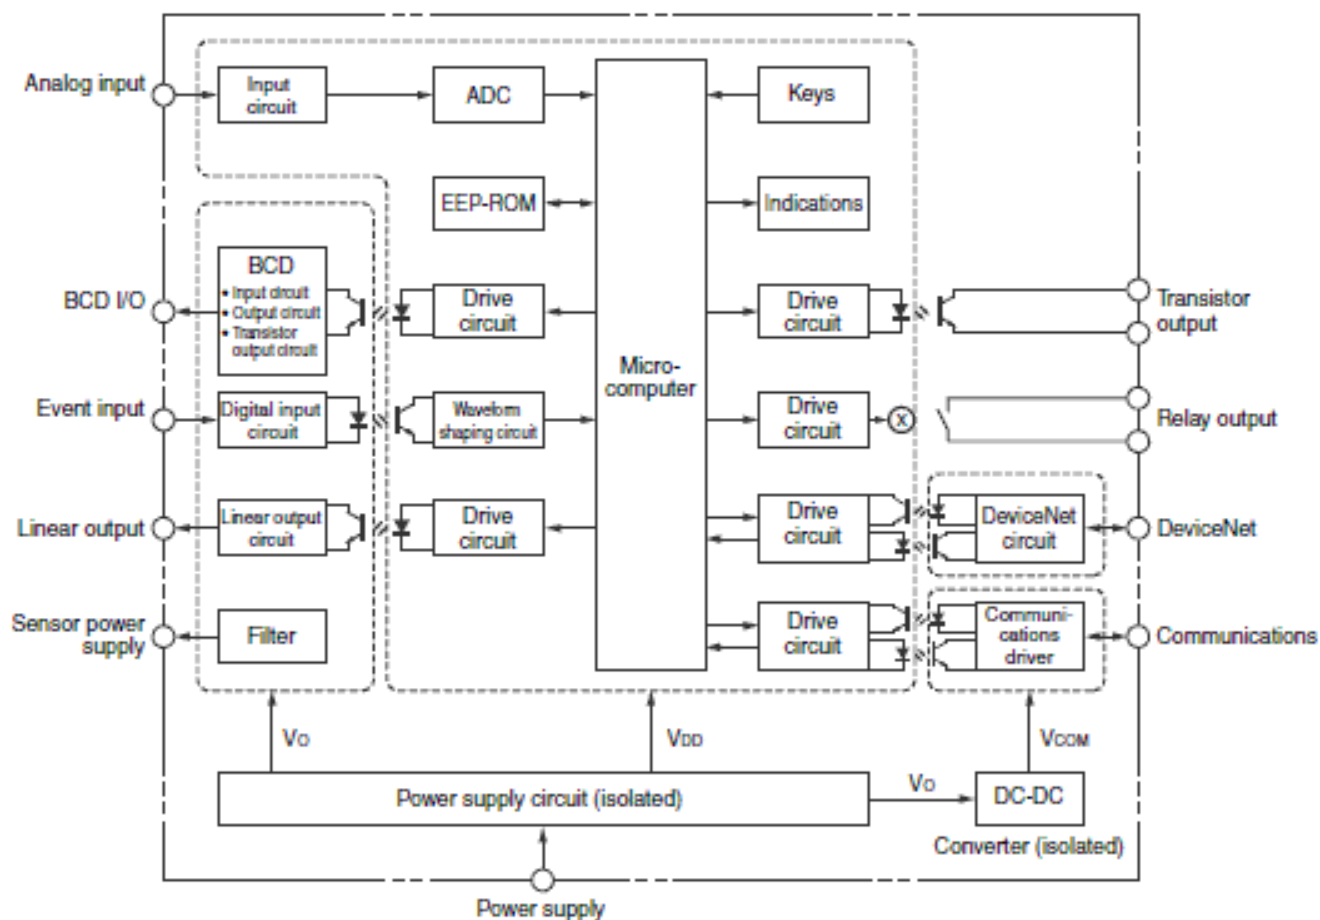 Analog input
Input
circuit
ADC
Keys
EEP-ROM
Indications
BCD
• Input circuit
• Output circuit
• Transistor
output circuit
BCD I/O
Drive
circuit
Drive
circuit
Transistor
output
Micro-
computer
Event input
Digital input
circuit
Waveform
shaping circuit
Drive
circuit
X
Relay output
Linear output
Linear output
circuit
Drive
circuit
Drive
circuit
DeviceNet
circuit
DeviceNet
Sensor power
supply
Filter
Drive
circuit
Communi-
cations
driver
Communications
VO
VDD
VCOM
Power supply circuit (isolated)
VO
DC-DC
Converter (isolated)
Power supply